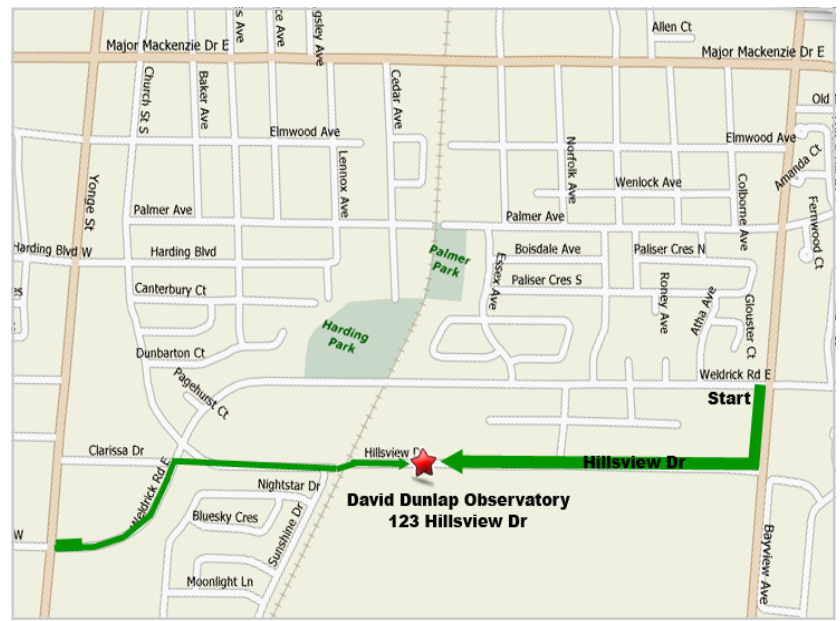 Allen Ct
Major Mackenzie Dr E
Major Mackenzie Dr E
Church St S
Baker Ave
Cedar Ave
Old
Elmwood Ave
Elmwood Ave
Yonge St
Lennox Ave
Norfolk Ave
Wenlock Ave
Colborne Ave
Amanda Ct
Fernwood Ct
Palmer Ave
Palmer Ave
Harding Blvd W
Harding Blvd
Palmer
Park
Essex Ave
Boisdale Ave
Paliser Cres N
Paliser Cres S
Roney Ave
Atha Ave
Glouster Ct
Canterbury Ct
Harding
Park
Dunbarton Ct
Pagehurst Ct
Weldrick Rd E
Start
Clarissa Dr
Weldrick Rd E
Hillsview Dr
Hillsview Dr
Nightstar Dr
David Dunlap Observatory
123 Hillsview Dr
Bluesky Cres
Sunshine Dr
Moonlight Ln
W
Bayview Ave